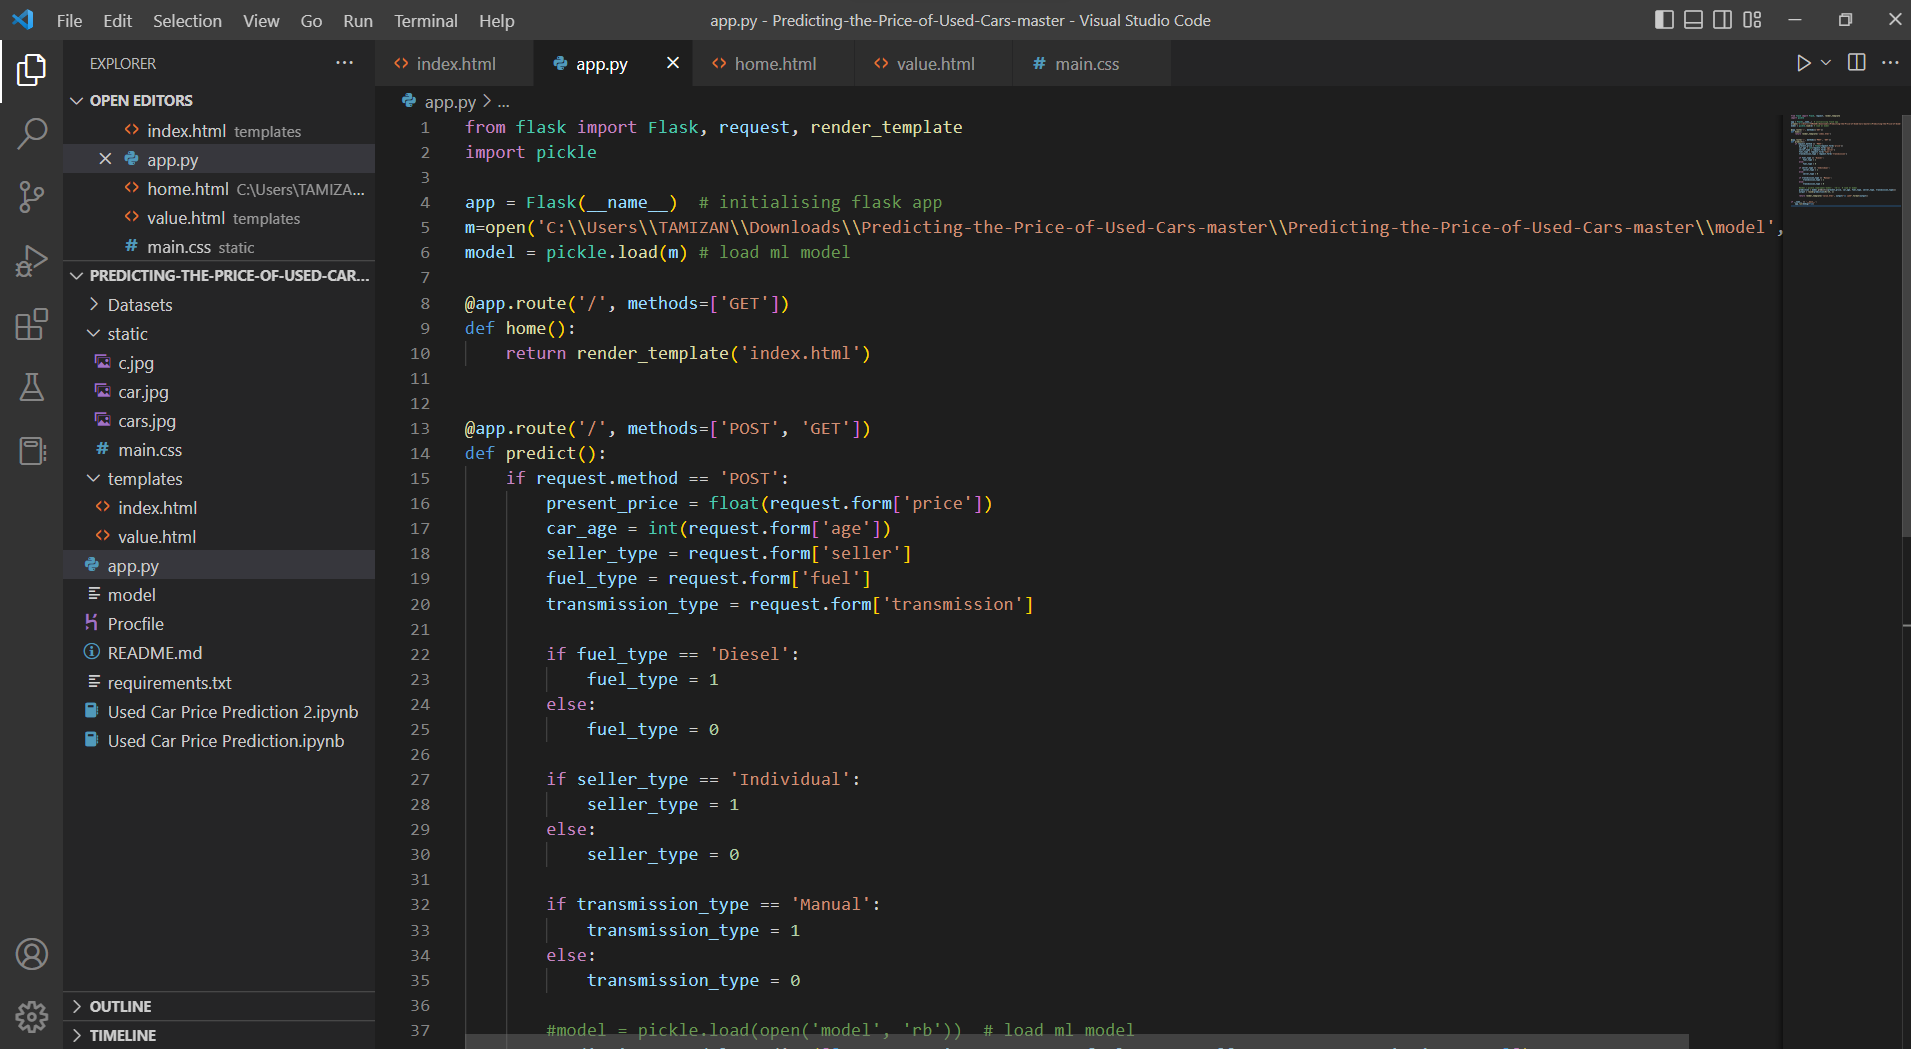 File Edit Selection View Go Run Terminal Help
app.py - Predicting-the-Price-of-Used-Cars-master - Visual Studio Code
EXPLORER
OPEN EDITORS
index.html templates
app.py
home.html C:\Users\TAMIZA...
value.html templates
main.css static
PREDICTING-THE-PRICE-OF-USED-CAR...
Datasets
static
c.jpg
car.jpg
cars.jpg
main.css
templates
index.html
value.html
app.py
model
Procfile
README.md
requirements.txt
Used Car Price Prediction 2.ipynb
Used Car Price Prediction.ipynb
OUTLINE
TIMELINE
index.html app.py home.html value.html main.css
app.py > ...
1 from flask import Flask, request, render_template
2 import pickle
3
4 app = Flask(__name__)  # initialising flask app
5 m=open('C:\\Users\\TAMIZAN\\Downloads\\Predicting-the-Price-of-Used-Cars-master\\Predicting-the-Price-of-Used-Cars-master\\model',
6 model = pickle.load(m) # load ml model
7
8 @app.route('/', methods=['GET'])
9 def home():
10     return render_template('index.html')
11
12
13 @app.route('/', methods=['POST', 'GET'])
14 def predict():
15     if request.method == 'POST':
16         present_price = float(request.form['price'])
17         car_age = int(request.form['age'])
18         seller_type = request.form['seller']
19         fuel_type = request.form['fuel']
20         transmission_type = request.form['transmission']
21
22         if fuel_type == 'Diesel':
23             fuel_type = 1
24         else:
25             fuel_type = 0
26
27         if seller_type == 'Individual':
28             seller_type = 1
29         else:
30             seller_type = 0
31
32         if transmission_type == 'Manual':
33             transmission_type = 1
34         else:
35             transmission_type = 0
36
37         #model = pickle.load(open('model', 'rb'))  # load ml model